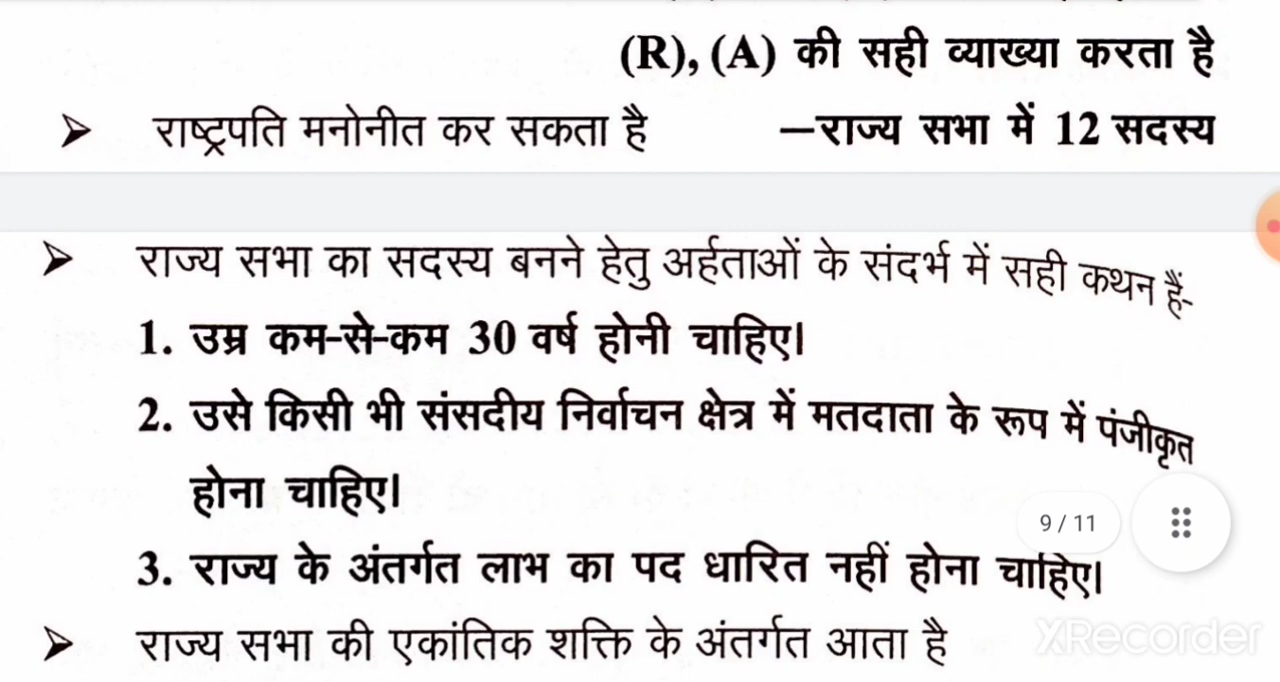 (R), (A) की सही व्याख्या करता है
➤ राष्ट्रपति मनोनीत कर सकता है –राज्य सभा में 12 सदस्य
➤ राज्य सभा का सदस्य बनने हेतु अर्हताओं के संदर्भ में सही कथन हैं-
1. उम्र कम-से-कम 30 वर्ष होनी चाहिए।
2. उसे किसी भी संसदीय निर्वाचन क्षेत्र में मतदाता के रूप में पंजीकृत
होना चाहिए।
9 / 11
3. राज्य के अंतर्गत लाभ का पद धारित नहीं होना चाहिए।
➤ राज्य सभा की एकांतिक शक्ति के अंतर्गत आता है
XRecorder